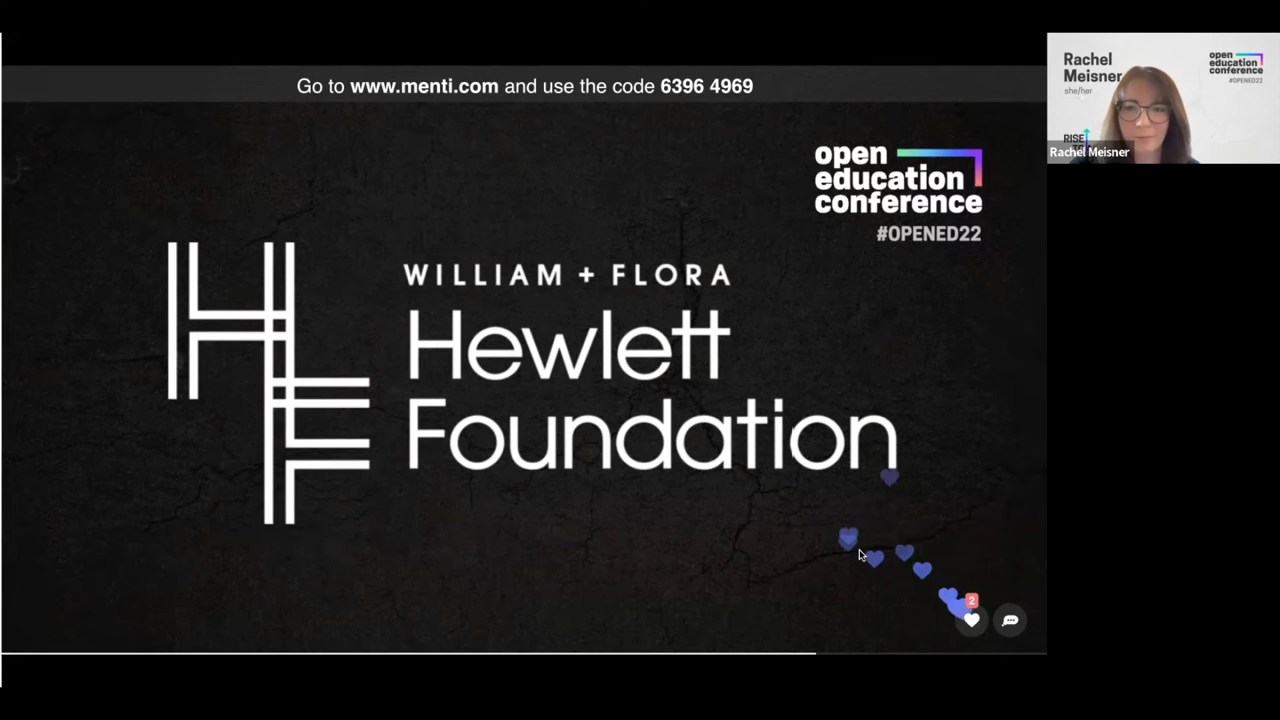 Go to www.menti.com and use the code 6396 4969
open
education
conference
#OPENED22
WILLIAM + FLORA
Hewlett
Foundation
2
Rachel
Meisner
she/her
open
education
conference
#OPENED22
RISE
Rachel Meisner